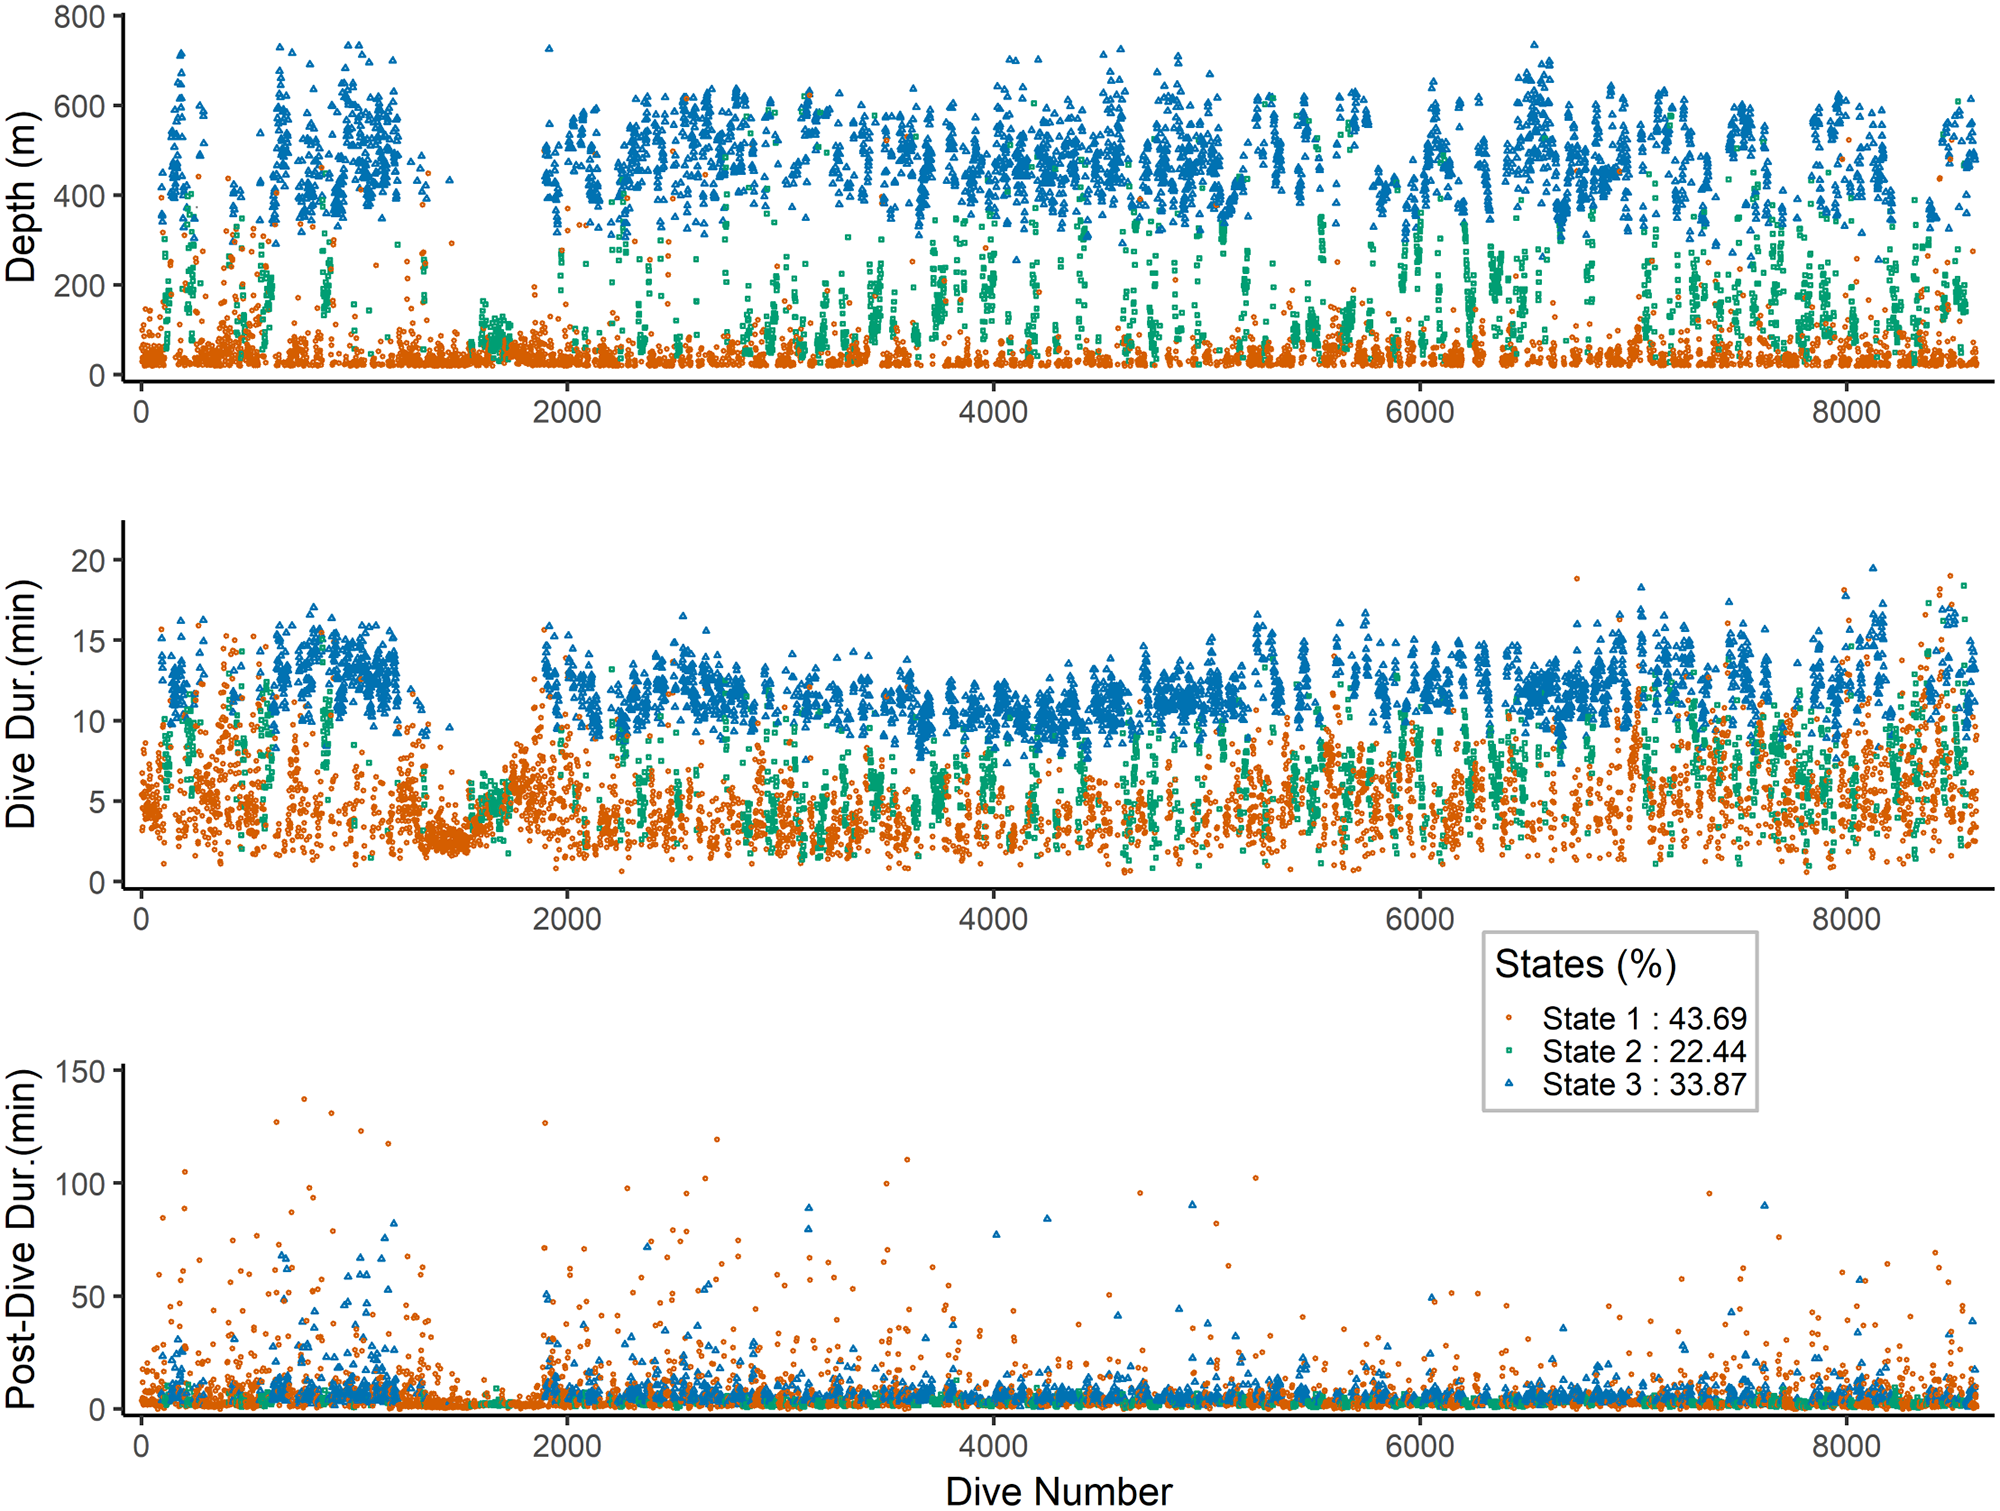 800
600
400
200
0
Depth (m)
0 2000 4000 6000 8000
20
15
10
5
0
Dive Dur.(min)
0 2000 4000 6000 8000
States (%)
State 1 : 43.69
State 2 : 22.44
State 3 : 33.87
150
100
50
0
Post-Dive Dur.(min)
0 2000 4000 6000 8000
Dive Number